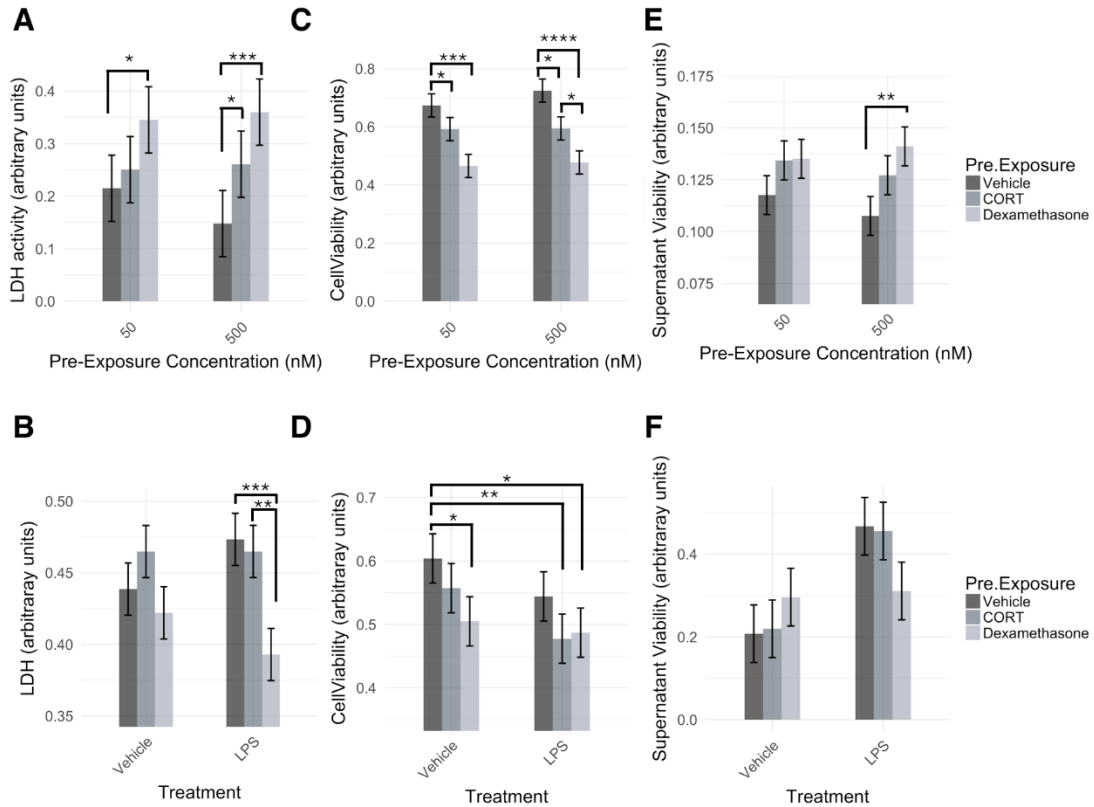 A
LDH activity (arbitrary units)
0.4
0.3
0.2
0.1
0.0
*
***
*
50
500
Pre-Exposure Concentration (nM)
C
CellViability (arbitrary units)
0.8
0.6
0.4
0.2
0.0
***
*
****
*
*
50
500
Pre-Exposure Concentration (nM)
E
Supernatant Viability (arbitrary units)
0.175
0.150
0.125
0.100
0.075
**
50
500
Pre-Exposure Concentration (nM)
Pre.Exposure
Vehicle
CORT
Dexamethasone
B
LDH (arbitraray units)
0.50
0.45
0.40
0.35
***
**
Vehicle
LPS
Treatment
D
CellViability (arbitrary units)
0.7
0.6
0.5
0.4
*
**
*
Vehicle
LPS
Treatment
F
Supernatant Viability (arbitraray units)
0.4
0.2
0.0
Vehicle
LPS
Treatment
Pre.Exposure
Vehicle
CORT
Dexamethasone